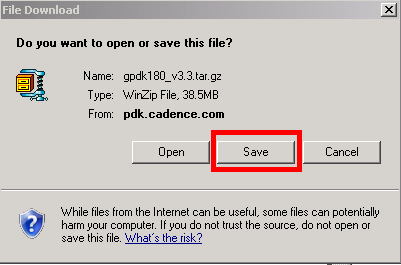 File Download
Do you want to open or save this file?
Name: gpdk180_v3.3.tar.gz
Type: WinZip File, 38.5MB
From: pdk.cadence.com
Open Save Cancel
While files from the Internet can be useful, some files can potentially
harm your computer. If you do not trust the source, do not open or
save this file. What's the risk?